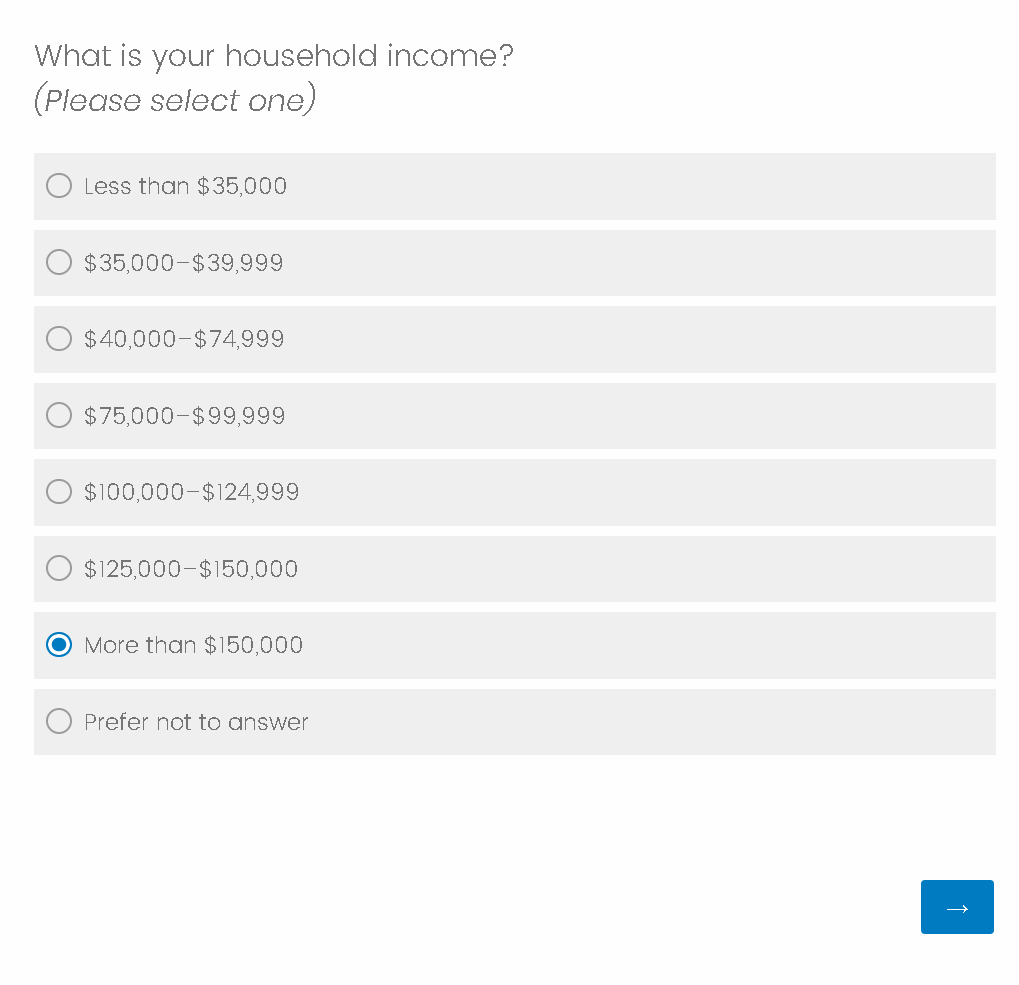 What is your household income?
(Please select one)
Less than $35,000
$35,000–$39,999
$40,000–$74,999
$75,000–$99,999
$100,000–$124,999
$125,000–$150,000
More than $150,000
Prefer not to answer
→